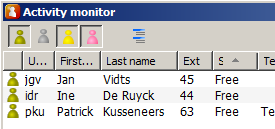 Activity monitor
U... First... Last name Ext S...
jgv Jan Vidts 45 Free
idr Ine De Ruyck 44 Free
pku Patrick Kusseneers 63 Free Te